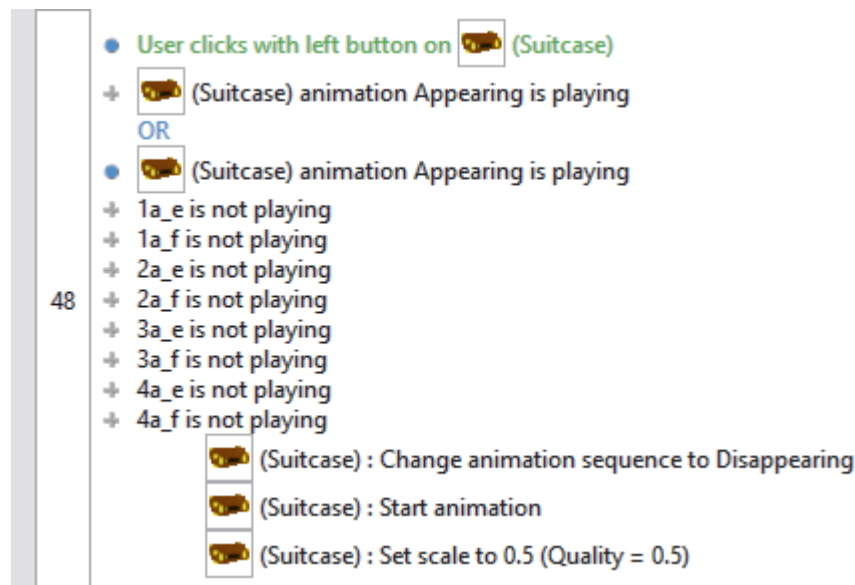 User clicks with left button on (Suitcase)
(Suitcase) animation Appearing is playing
OR
(Suitcase) animation Appearing is playing
1a_e is not playing
1a_f is not playing
2a_e is not playing
2a_f is not playing
48
3a_e is not playing
3a_f is not playing
4a_e is not playing
4a_f is not playing
(Suitcase) : Change animation sequence to Disappearing
(Suitcase) : Start animation
(Suitcase) : Set scale to 0.5 (Quality = 0.5)